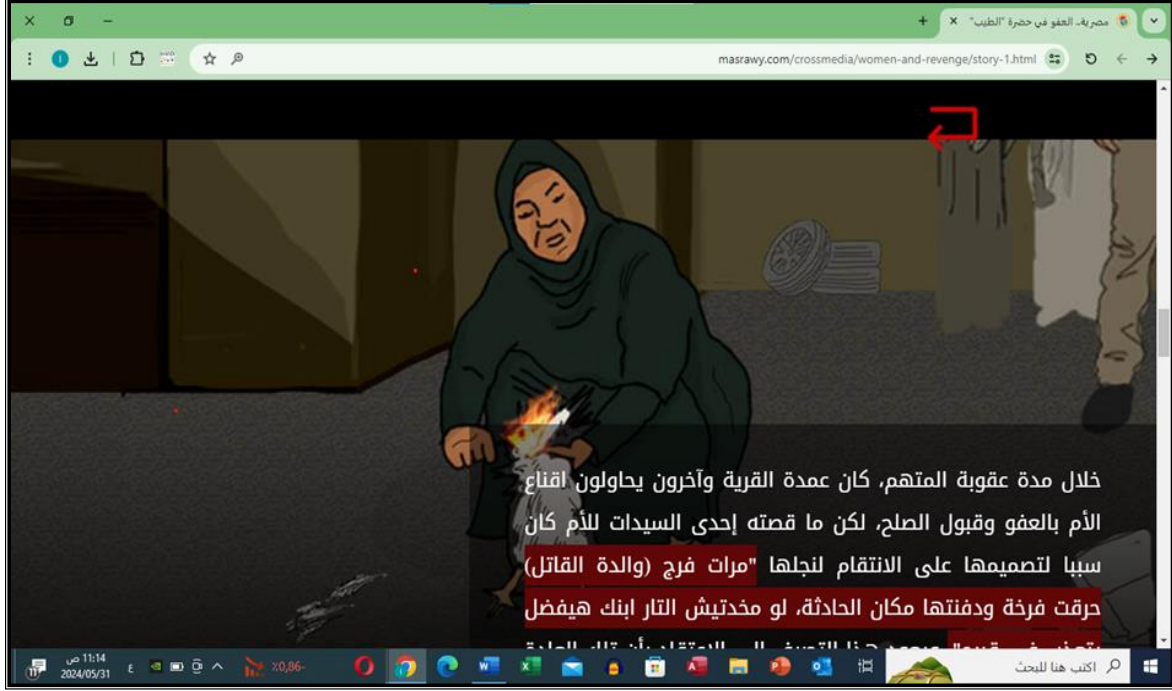 مصرية.. العفو في حضرة "الطيب"
masrawy.com/crossmedia/women-and-revenge/story-1.html
خلال مدة عقوبة المتهم، كان عمدة القرية وآخرون يحاولون اقناع
الأم بالعفو وقبول الصلح، لكن ما قصته إحدى السيدات للأم كان
سببا لتصميمها على الانتقام لنجلها "مرات فرج (والدة القاتل)
حرقت فرخة ودفنتها مكان الحادثة، لو مخدتيش التار ابنك هيفضل
اكتب هنا للبحث
٪0,86-
ع
11:14 ص
2024/05/31